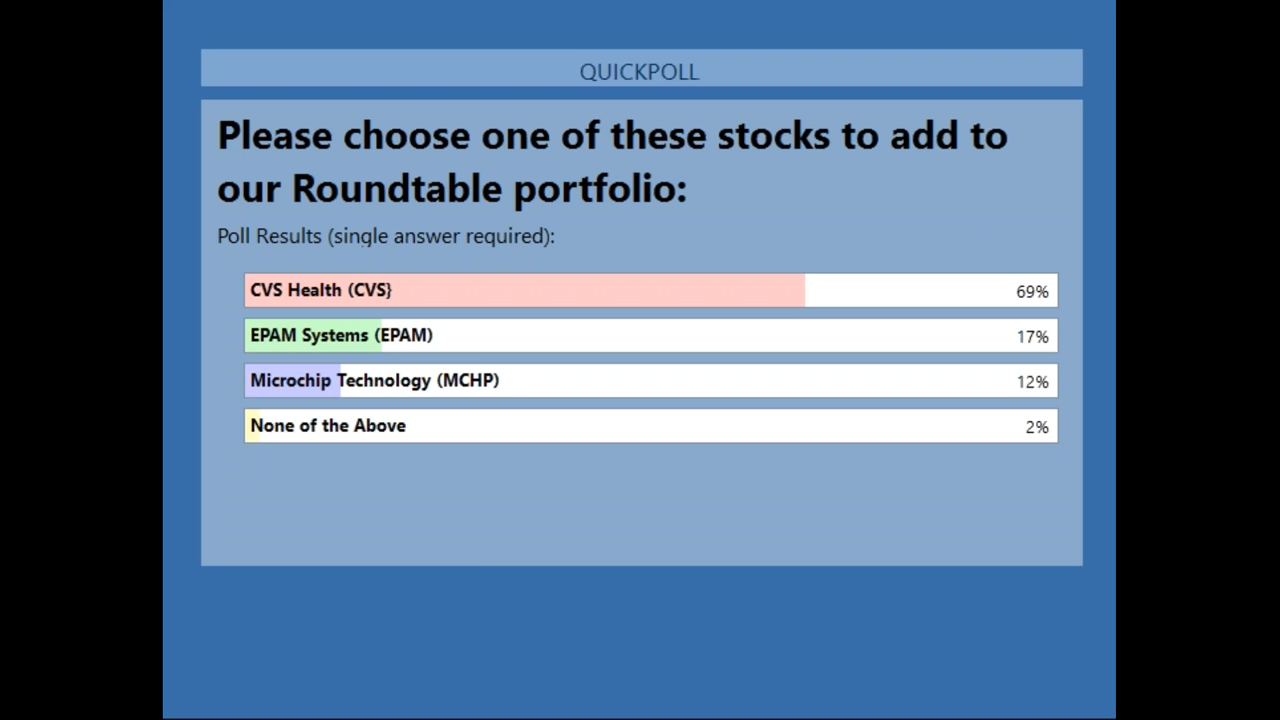 QUICKPOLL
Please choose one of these stocks to add to
our Roundtable portfolio:
Poll Results (single answer required):
CVS Health (CVS} 69%
EPAM Systems (EPAM) 17%
Microchip Technology (MCHP) 12%
None of the Above 2%